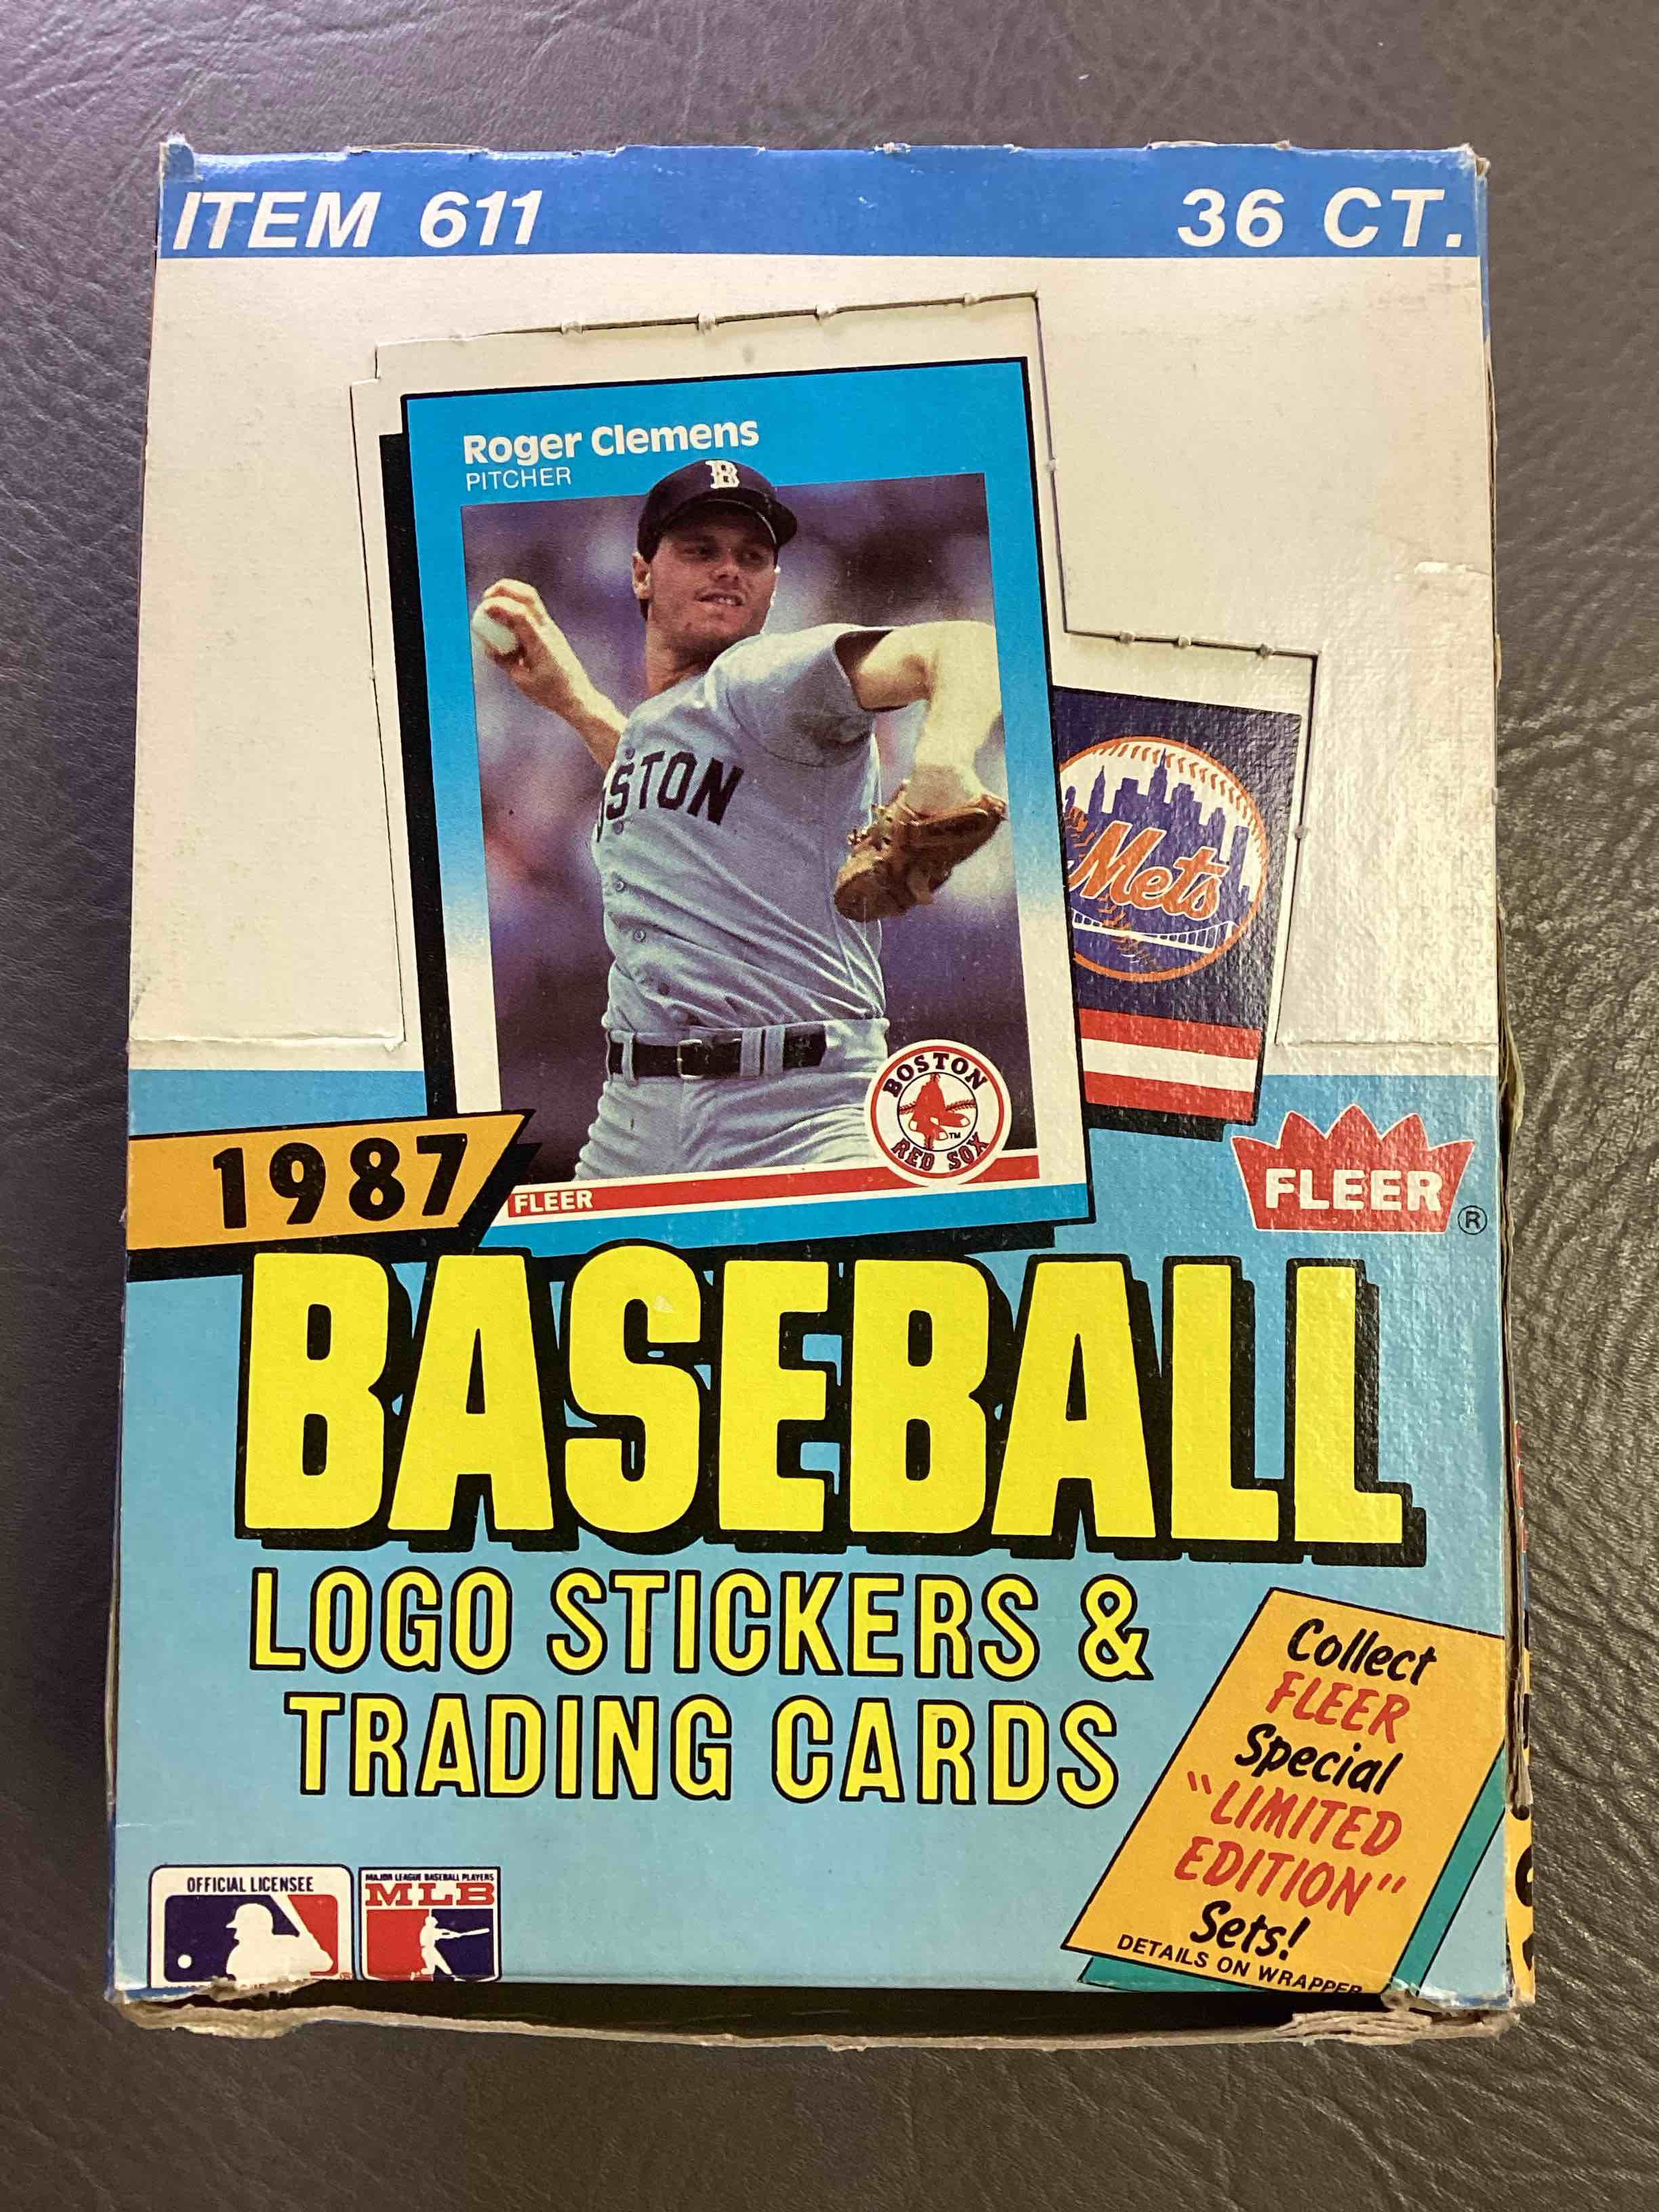 ITEM 611
36 CT.
Roger Clemens
PITCHER
B
STON
Mets
BOSTON
RED SOX
TM
1987
FLEER
FLEER®
BASEBALL
LOGO STICKERS &
TRADING CARDS
Collect
FLEER
Special
"LIMITED
EDITION"
Sets!
DETAILS ON WRAPPER
OFFICIAL LICENSEE
MAJOR LEAGUE BASEBALL PLAYERS
MLB